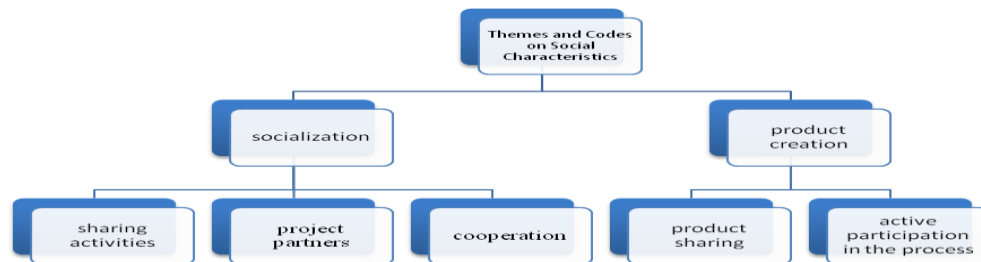 Themes and Codes
on Social
Characteristics
socialization
product
creation
sharing
activities
project
partners
cooperation
product
sharing
active
participation
in the process